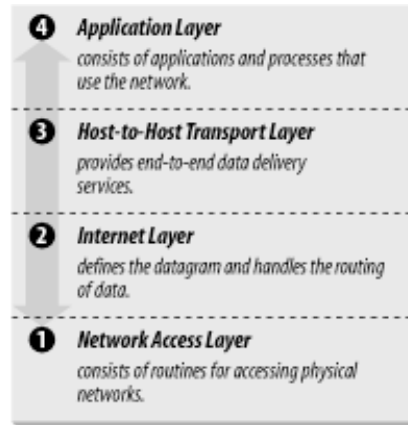 4 Application Layer
consists of applications and processes that
use the network.
3 Host-to-Host Transport Layer
provides end-to-end data delivery
services.
2 Internet Layer
defines the datagram and handles the routing
of data.
1 Network Access Layer
consists of routines for accessing physical
networks.